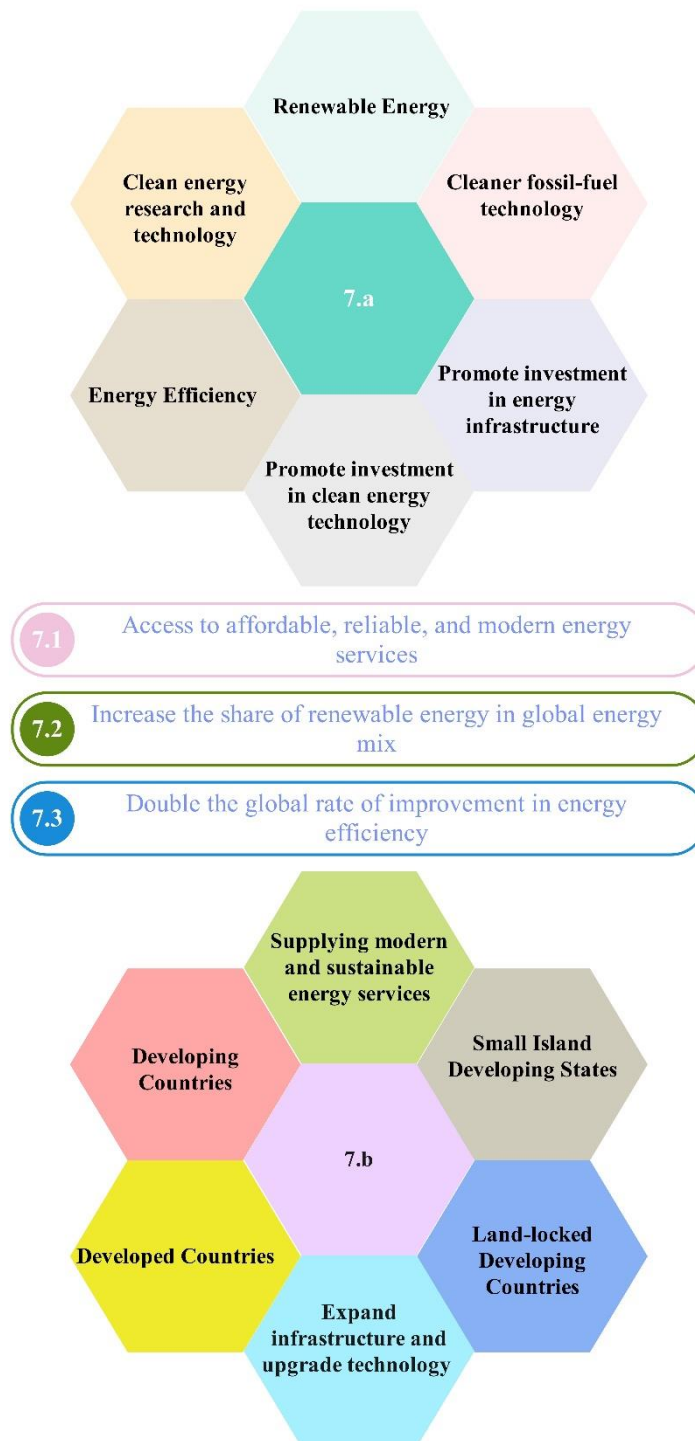 Renewable Energy
Clean energy
research and
technology
Cleaner fossil-fuel
technology
7.a
Energy Efficiency
Promote investment
in energy
infrastructure
Promote investment
in clean energy
technology
7.1
Access to affordable, reliable, and modern energy
services
7.2
Increase the share of renewable energy in global energy
mix
7.3
Double the global rate of improvement in energy
efficiency
Supplying modern
and sustainable
energy services
Developing
Countries
Small Island
Developing States
7.b
Developed Countries
Land-locked
Developing
Countries
Expand
infrastructure and
upgrade technology